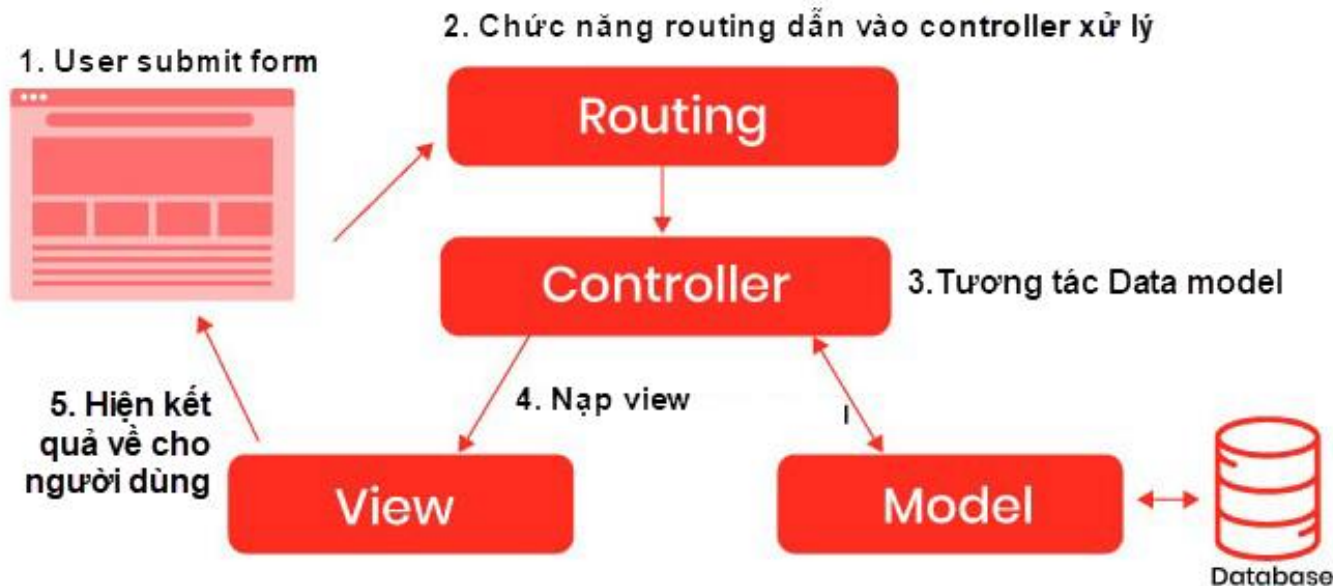 2. Chức năng routing dẫn vào controller xử lý
1. User submit form
Routing
Controller
3.Tương tác Data model
4. Nạp view
5. Hiện kết
quả về cho
người dùng
View
Model
Database